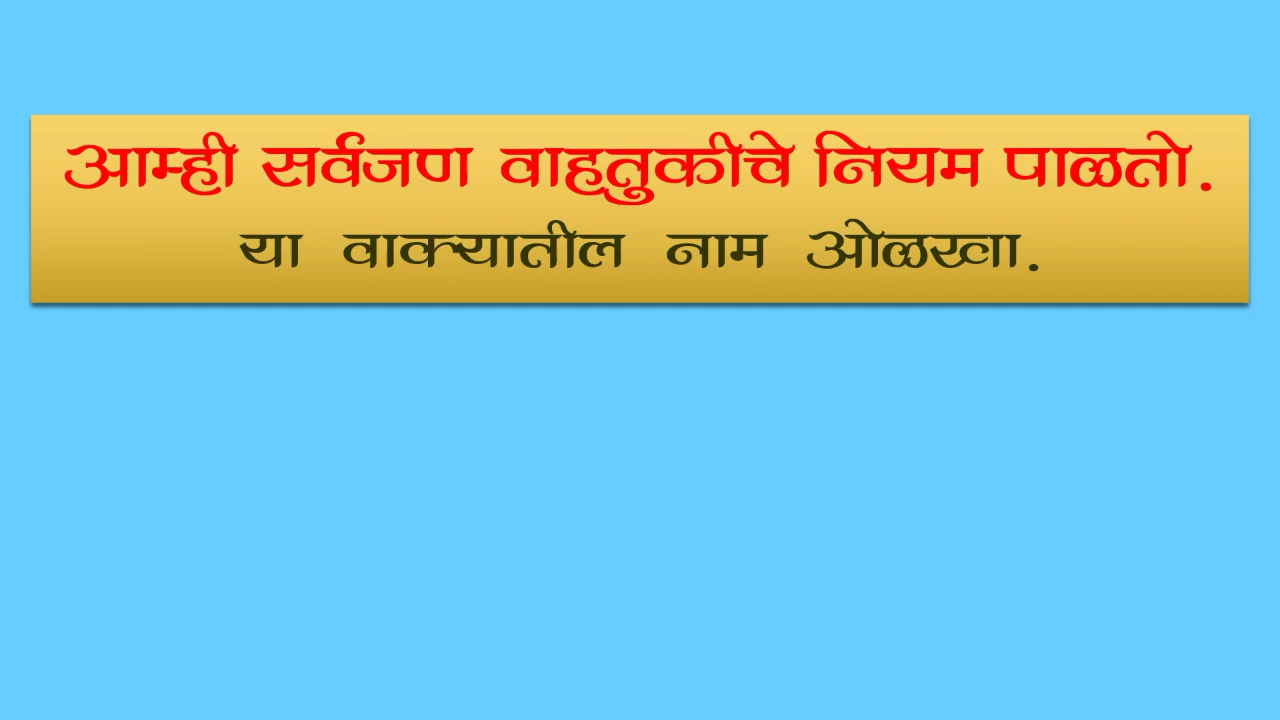 आम्ही सर्वजण वाहतुकीचे नियम पाळतो.
या वाक्यातील नाम ओळखा.